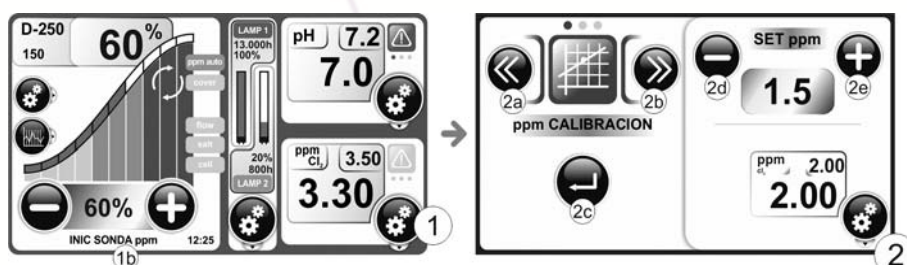 D-250
150
60%
ppm auto
cover
flow
salt
cell
60%
INIC SONDA ppm
12:25
1b
LAMP 1
13.000h
100%
20%
800h
LAMP 2
pH
7.2
7.0
ppm
Cl₂
3.50
3.30
1
2a
2b
ppm CALIBRACION
2c
SET ppm
2d
2e
1.5
ppm
cl₂
2.00
2.00
2